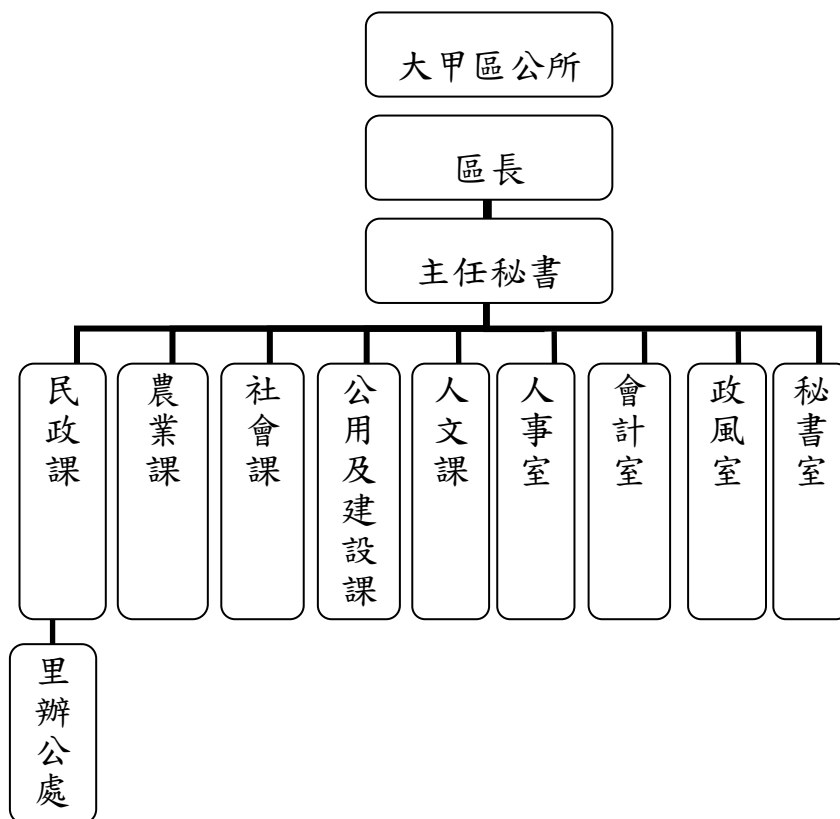 大甲區公所
區長
主任秘書
民政課
農業課
社會課
公用及建設課
人文課
人事室
會計室
政風室
秘書室
里辦公處